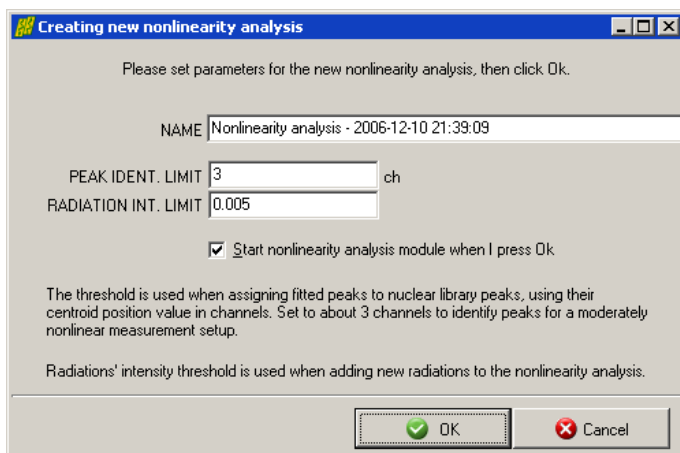 Creating new nonlinearity analysis
Please set parameters for the new nonlinearity analysis, then click Ok.
NAME Nonlinearity analysis - 2006-12-10 21:39:09
PEAK IDENT. LIMIT 3 ch
RADIATION INT. LIMIT 0.005
Start nonlinearity analysis module when I press Ok
The threshold is used when assigning fitted peaks to nuclear library peaks, using their
centroid position value in channels. Set to about 3 channels to identify peaks for a moderately
nonlinear measurement setup.
Radiations' intensity threshold is used when adding new radiations to the nonlinearity analysis.
OK Cancel